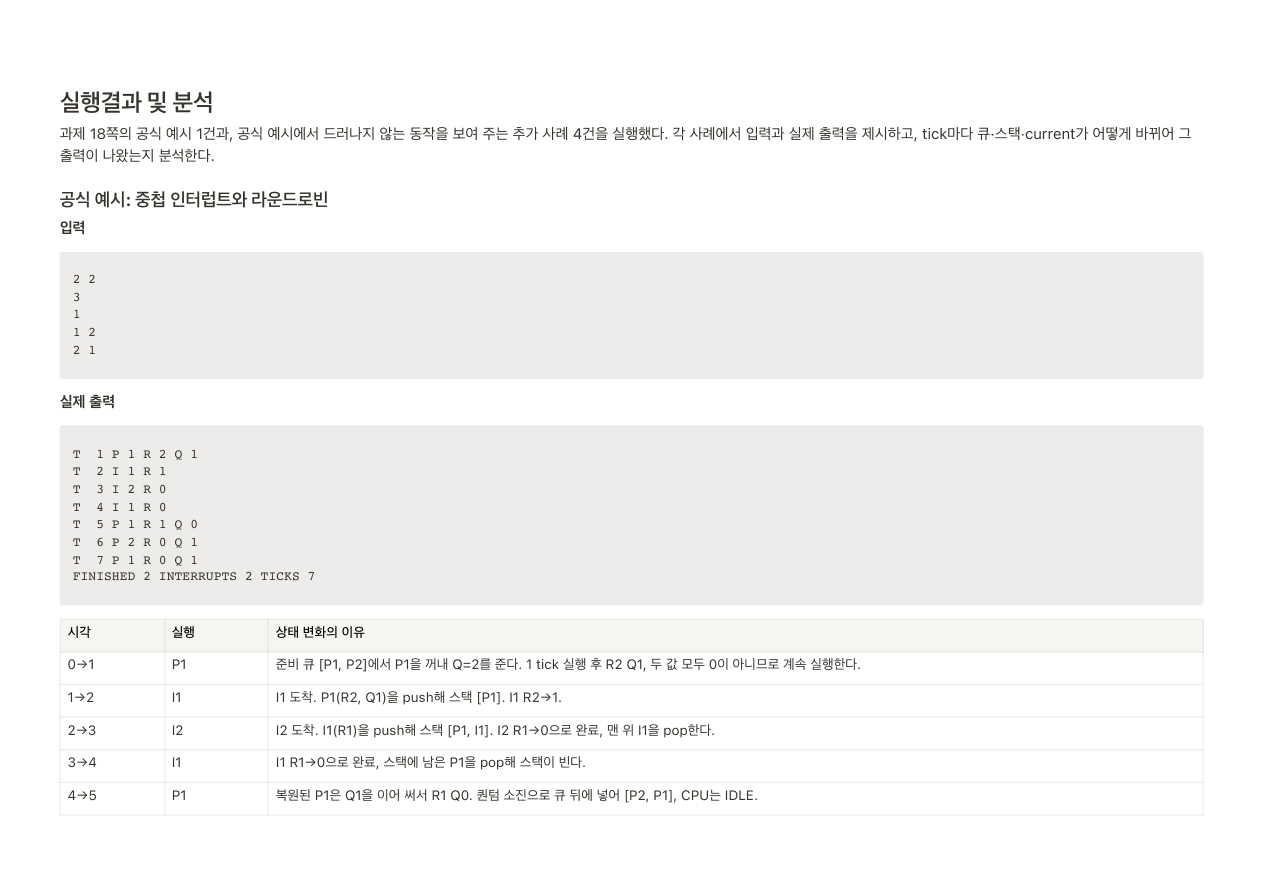 실행결과 및 분석
과제 18쪽의 공식 예시 1건과, 공식 예시에서 드러나지 않는 동작을 보여 주는 추가 사례 4건을 실행했다. 각 사례에서 입력과 실제 출력을 제시하고, tick마다 큐·스택·current가 어떻게 바뀌어 그
출력이 나왔는지 분석한다.
공식 예시: 중첩 인터럽트와 라운드로빈
입력
2 2
3
1
1 2
2 1
실제 출력
T  1 P 1 R 2 Q 1
T  2 I 1 R 1
T  3 I 2 R 0
T  4 I 1 R 0
T  5 P 1 R 1 Q 0
T  6 P 2 R 0 Q 1
T  7 P 1 R 0 Q 1
FINISHED 2 INTERRUPTS 2 TICKS 7
시각 실행 상태 변화의 이유
0→1 P1 준비 큐 [P1, P2]에서 P1을 꺼내 Q=2를 준다. 1 tick 실행 후 R2 Q1, 두 값 모두 0이 아니므로 계속 실행한다.
1→2 I1 I1 도착. P1(R2, Q1)을 push해 스택 [P1]. I1 R2→1.
2→3 I2 I2 도착. I1(R1)을 push해 스택 [P1, I1]. I2 R1→0으로 완료, 맨 위 I1을 pop한다.
3→4 I1 I1 R1→0으로 완료, 스택에 남은 P1을 pop해 스택이 빈다.
4→5 P1 복원된 P1은 Q1을 이어 써서 R1 Q0. 퀀텀 소진으로 큐 뒤에 넣어 [P2, P1], CPU는 IDLE.